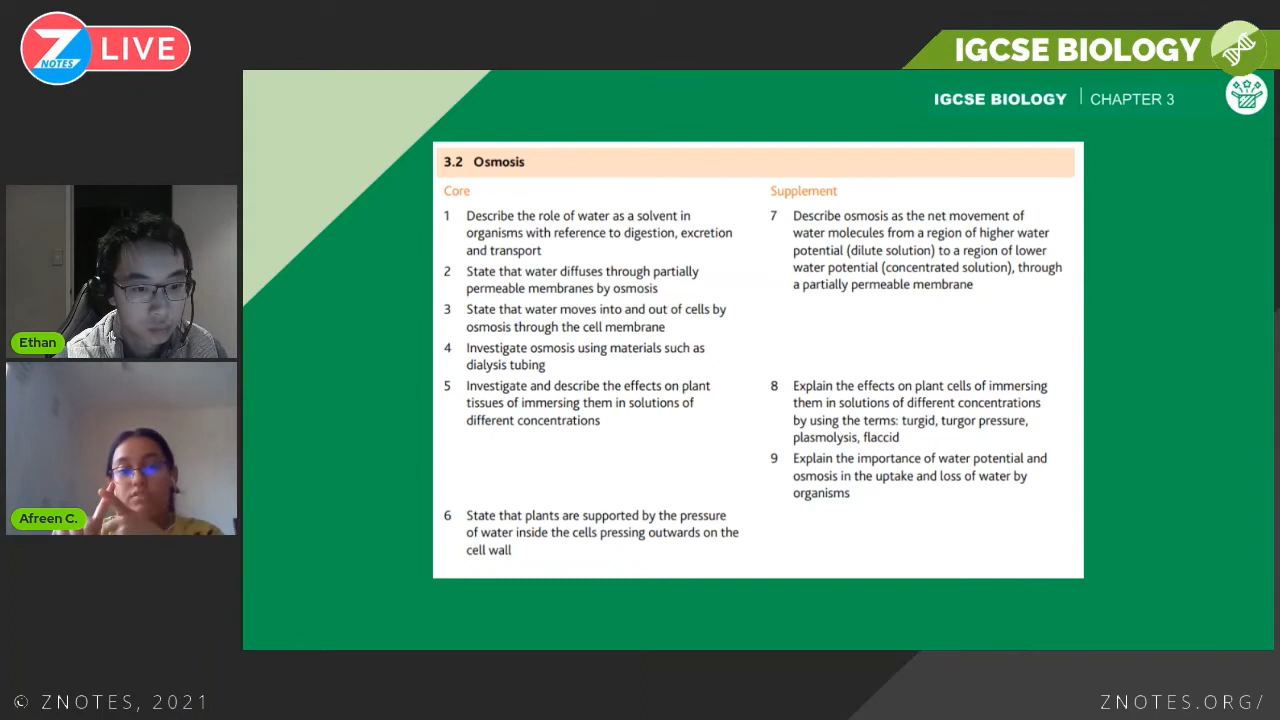 Z NOTES LIVE
IGCSE BIOLOGY
IGCSE BIOLOGY | CHAPTER 3
3.2 Osmosis
Core
1 Describe the role of water as a solvent in
organisms with reference to digestion, excretion
and transport
2 State that water diffuses through partially
permeable membranes by osmosis
3 State that water moves into and out of cells by
osmosis through the cell membrane
4 Investigate osmosis using materials such as
dialysis tubing
5 Investigate and describe the effects on plant
tissues of immersing them in solutions of
different concentrations
6 State that plants are supported by the pressure
of water inside the cells pressing outwards on the
cell wall
Supplement
7 Describe osmosis as the net movement of
water molecules from a region of higher water
potential (dilute solution) to a region of lower
water potential (concentrated solution), through
a partially permeable membrane
8 Explain the effects on plant cells of immersing
them in solutions of different concentrations
by using the terms: turgid, turgor pressure,
plasmolysis, flaccid
9 Explain the importance of water potential and
osmosis in the uptake and loss of water by
organisms
Ethan
Afreen C.
© ZNOTES, 2021
ZNOTES.ORG/